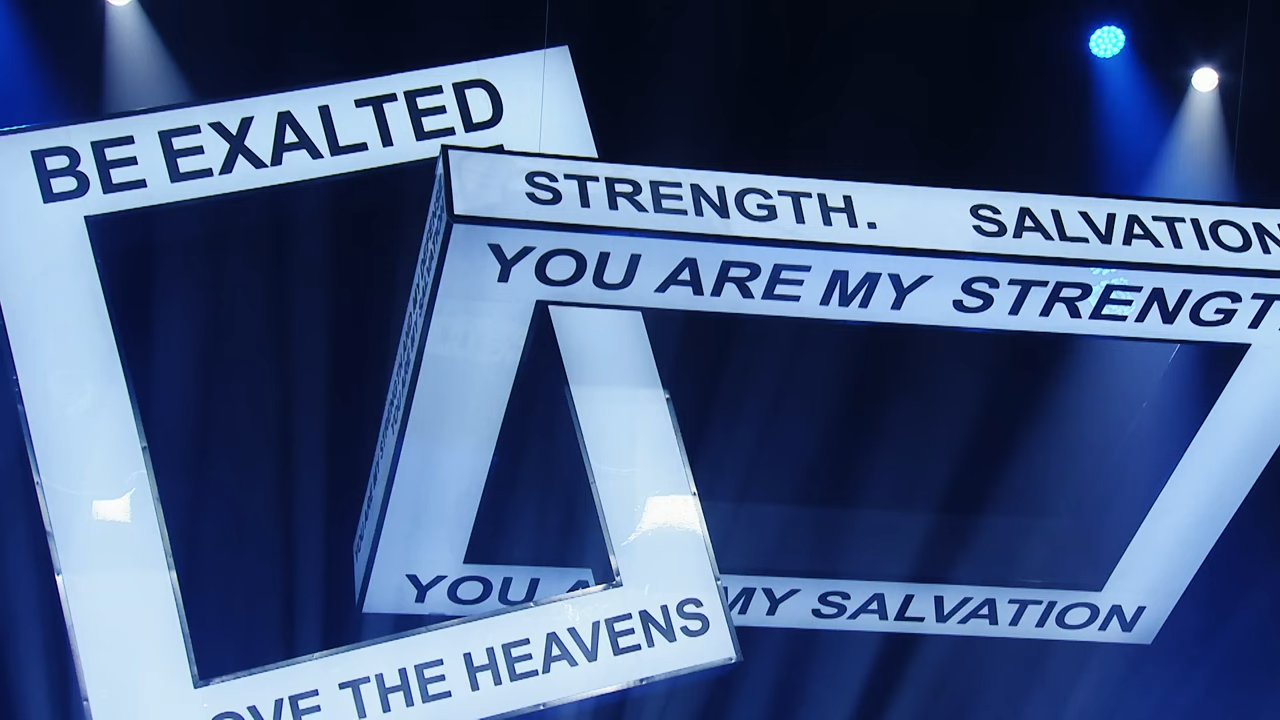 BE EXALTED
STRENGTH. SALVATION
YOU ARE MY STRENGT
YOU A MY SALVATION
OVE THE HEAVENS